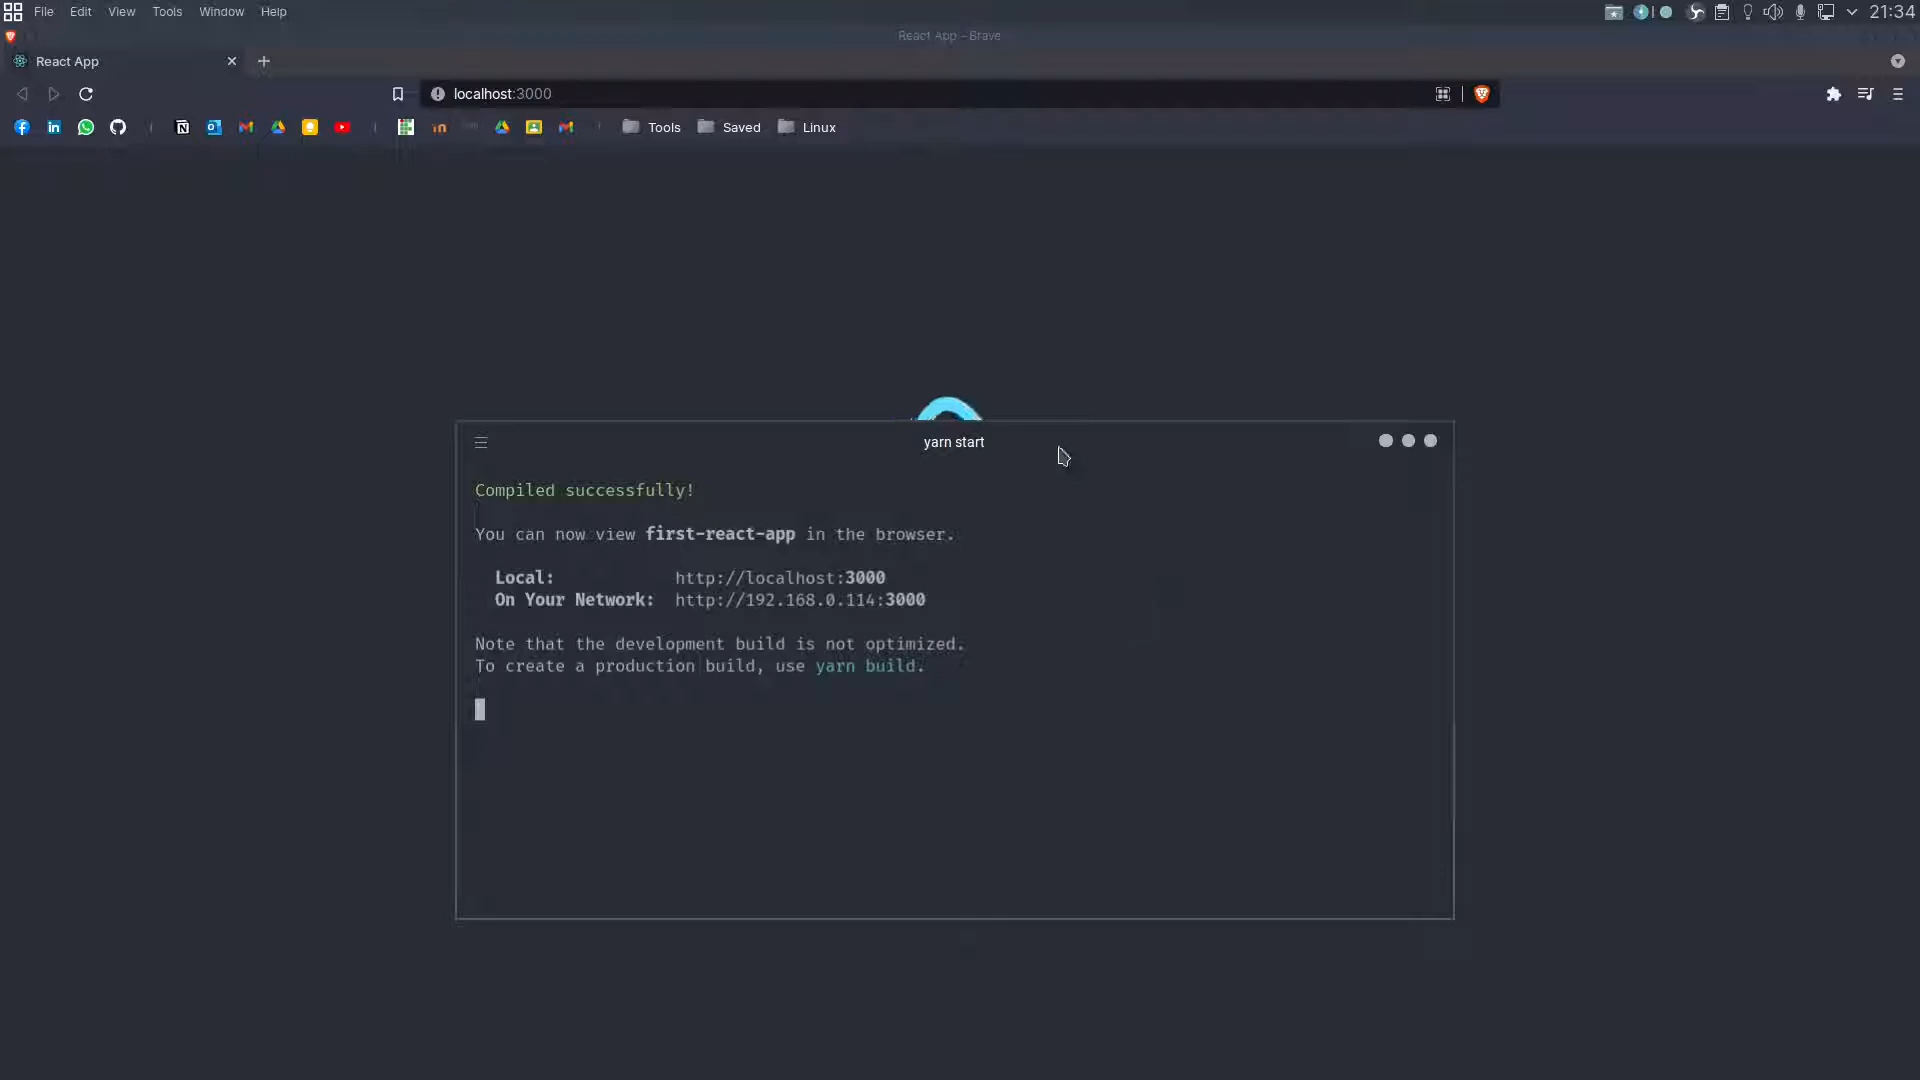 File Edit View Tools Window Help 21:34
React App – Brave
React App
localhost:3000
in Tools Saved Linux
yarn start
Compiled successfully!
You can now view first-react-app in the browser.
Local: http://localhost:3000
On Your Network: http://192.168.0.114:3000
Note that the development build is not optimized.
To create a production build, use yarn build.